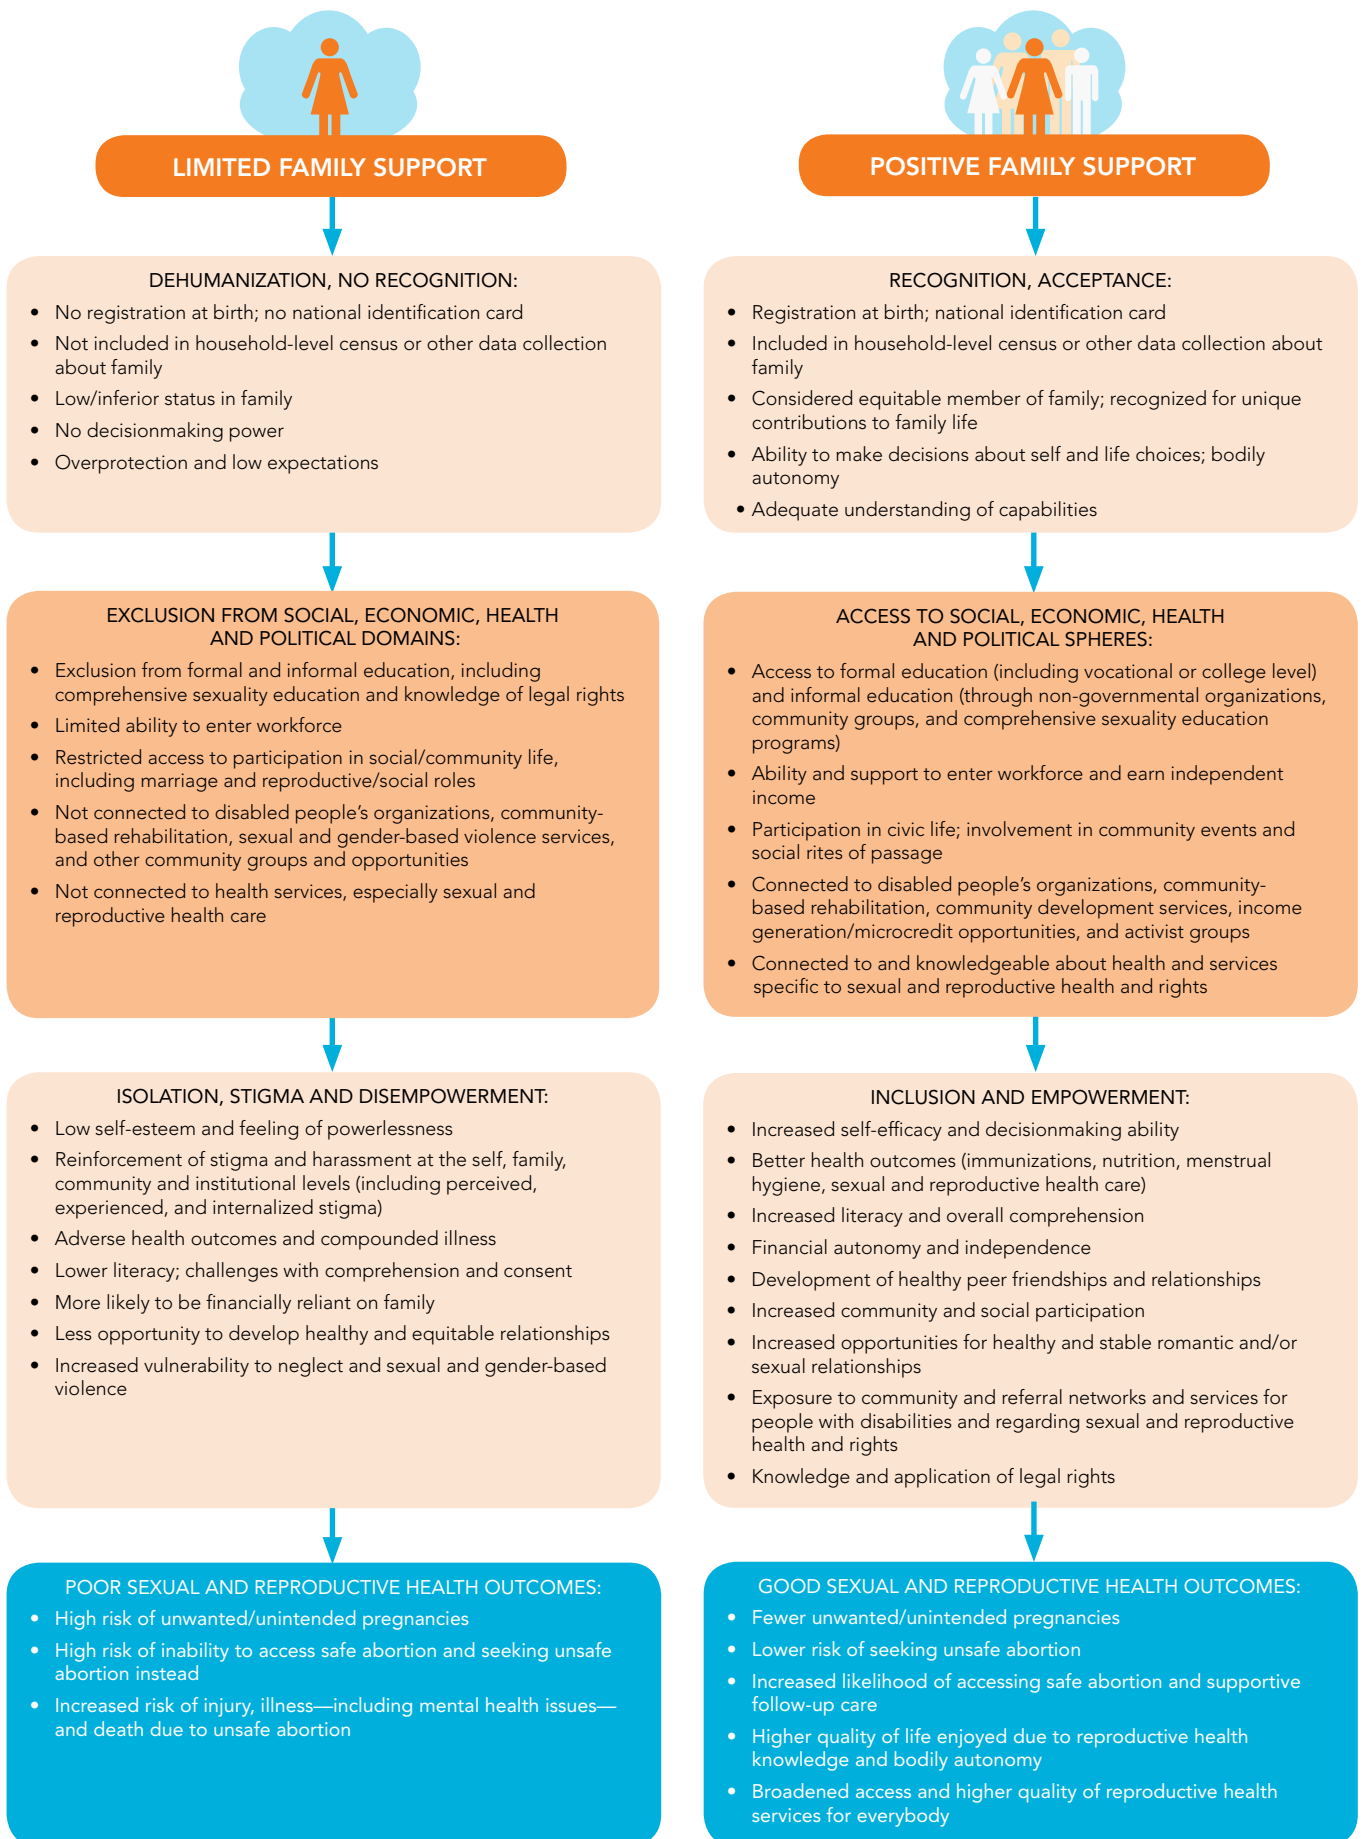 LIMITED FAMILY SUPPORT
DEHUMANIZATION, NO RECOGNITION:
• No registration at birth; no national identification card
• Not included in household-level census or other data collection
about family
• Low/inferior status in family
• No decisionmaking power
• Overprotection and low expectations
EXCLUSION FROM SOCIAL, ECONOMIC, HEALTH
AND POLITICAL DOMAINS:
• Exclusion from formal and informal education, including
comprehensive sexuality education and knowledge of legal rights
• Limited ability to enter workforce
• Restricted access to participation in social/community life,
including marriage and reproductive/social roles
• Not connected to disabled people’s organizations, community-
based rehabilitation, sexual and gender-based violence services,
and other community groups and opportunities
• Not connected to health services, especially sexual and
reproductive health care
ISOLATION, STIGMA AND DISEMPOWERMENT:
• Low self-esteem and feeling of powerlessness
• Reinforcement of stigma and harassment at the self, family,
community and institutional levels (including perceived,
experienced, and internalized stigma)
• Adverse health outcomes and compounded illness
• Lower literacy; challenges with comprehension and consent
• More likely to be financially reliant on family
• Less opportunity to develop healthy and equitable relationships
• Increased vulnerability to neglect and sexual and gender-based
violence
POOR SEXUAL AND REPRODUCTIVE HEALTH OUTCOMES:
• High risk of unwanted/unintended pregnancies
• High risk of inability to access safe abortion and seeking unsafe
abortion instead
• Increased risk of injury, illness—including mental health issues—
and death due to unsafe abortion
POSITIVE FAMILY SUPPORT
RECOGNITION, ACCEPTANCE:
• Registration at birth; national identification card
• Included in household-level census or other data collection about
family
• Considered equitable member of family; recognized for unique
contributions to family life
• Ability to make decisions about self and life choices; bodily
autonomy
• Adequate understanding of capabilities
ACCESS TO SOCIAL, ECONOMIC, HEALTH
AND POLITICAL SPHERES:
• Access to formal education (including vocational or college level)
and informal education (through non-governmental organizations,
community groups, and comprehensive sexuality education
programs)
• Ability and support to enter workforce and earn independent
income
• Participation in civic life; involvement in community events and
social rites of passage
• Connected to disabled people’s organizations, community-
based rehabilitation, community development services, income
generation/microcredit opportunities, and activist groups
• Connected to and knowledgeable about health and services
specific to sexual and reproductive health and rights
INCLUSION AND EMPOWERMENT:
• Increased self-efficacy and decisionmaking ability
• Better health outcomes (immunizations, nutrition, menstrual
hygiene, sexual and reproductive health care)
• Increased literacy and overall comprehension
• Financial autonomy and independence
• Development of healthy peer friendships and relationships
• Increased community and social participation
• Increased opportunities for healthy and stable romantic and/or
sexual relationships
• Exposure to community and referral networks and services for
people with disabilities and regarding sexual and reproductive
health and rights
• Knowledge and application of legal rights
GOOD SEXUAL AND REPRODUCTIVE HEALTH OUTCOMES:
• Fewer unwanted/unintended pregnancies
• Lower risk of seeking unsafe abortion
• Increased likelihood of accessing safe abortion and supportive
follow-up care
• Higher quality of life enjoyed due to reproductive health
knowledge and bodily autonomy
• Broadened access and higher quality of reproductive health
services for everybody